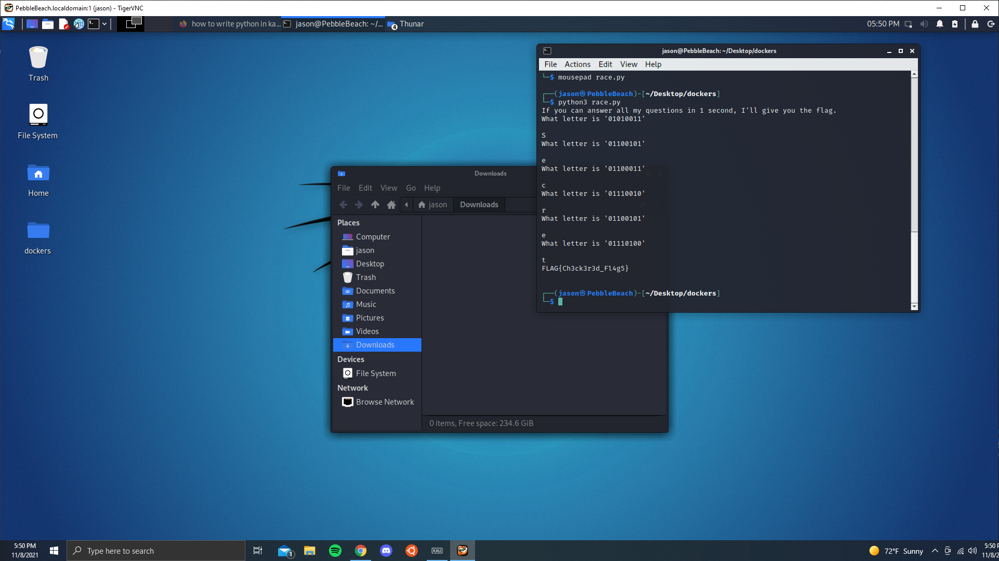 PebbleBeach.localdomain:1 (jason) - TigerVNC
how to write python in ka...
jason@PebbleBeach: ~/...
4
Thunar
05:50 PM
Trash
File System
Home
dockers
jason@PebbleBeach: ~/Desktop/dockers
File Actions Edit View Help
└─$ mousepad race.py
┌──(jason㉿PebbleBeach)-[~/Desktop/dockers]
└─$ python3 race.py
If you can answer all my questions in 1 second, I'll give you the flag.
What letter is '01010011'
S
What letter is '01100101'
e
What letter is '01100011'
c
What letter is '01110010'
r
What letter is '01100101'
e
What letter is '01110100'
t
FLAG{Ch3ck3r3d_Fl4g5}
┌──(jason㉿PebbleBeach)-[~/Desktop/dockers]
└─$
Downloads
File Edit View Go Help
jason Downloads
Places
Computer
jason
Desktop
Trash
Documents
Music
Pictures
Videos
Downloads
Devices
File System
Network
Browse Network
0 items, Free space: 234.6 GiB
5:50 PM
11/8/2021
Type here to search
1
KALI
72°F Sunny
5:50
11/8/2